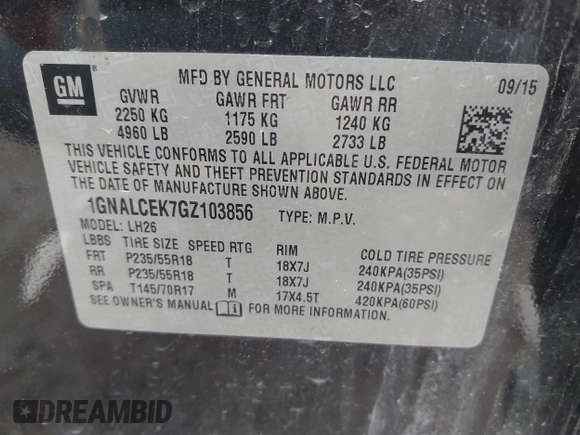 GM
MFD BY GENERAL MOTORS LLC 09/15
GVWR GAWR FRT GAWR RR
2250 KG 1175 KG 1240 KG
4960 LB 2590 LB 2733 LB
THIS VEHICLE CONFORMS TO ALL APPLICABLE U.S. FEDERAL MOTOR
VEHICLE SAFETY AND THEFT PREVENTION STANDARDS IN EFFECT ON
THE DATE OF MANUFACTURE SHOWN ABOVE.
1GNALCEK7GZ103856 TYPE: M.P.V.
MODEL: LH26
LBBS TIRE SIZE SPEED RTG RIM COLD TIRE PRESSURE
FRT P235/55R18 T 18X7J 240KPA(35PSI)
RR P235/55R18 T 18X7J 240KPA(35PSI)
SPA T145/70R17 M 17X4.5T 420KPA(60PSI)
SEE OWNER'S MANUAL FOR MORE INFORMATION.
DREAMBID